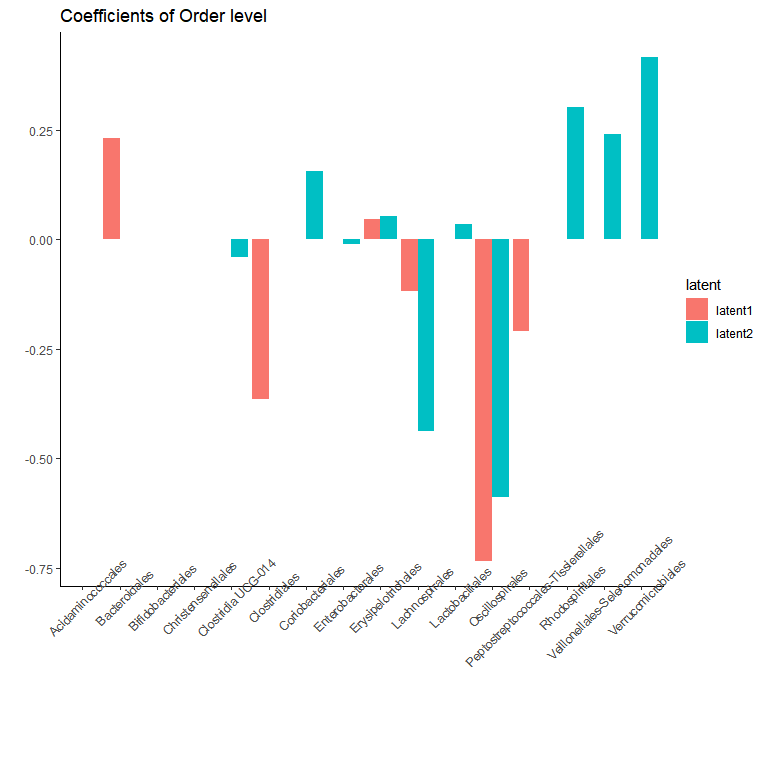 Coefficients of Order level
0.25
0.00
-0.25
-0.50
-0.75
Acidaminococcales
Bacteroidales
Bifidobacteriales
Christensenellales
Clostridia UCG-014
Clostridiales
Coriobacteriales
Enterobacterales
Erysipelotrichales
Lachnospirales
Lactobacillales
Oscillospirales
Peptostreptococcales-Tissierellales
Rhodospirillales
Veillonellales-Selenomonadales
Verrucomicrobiales
latent
latent1
latent2